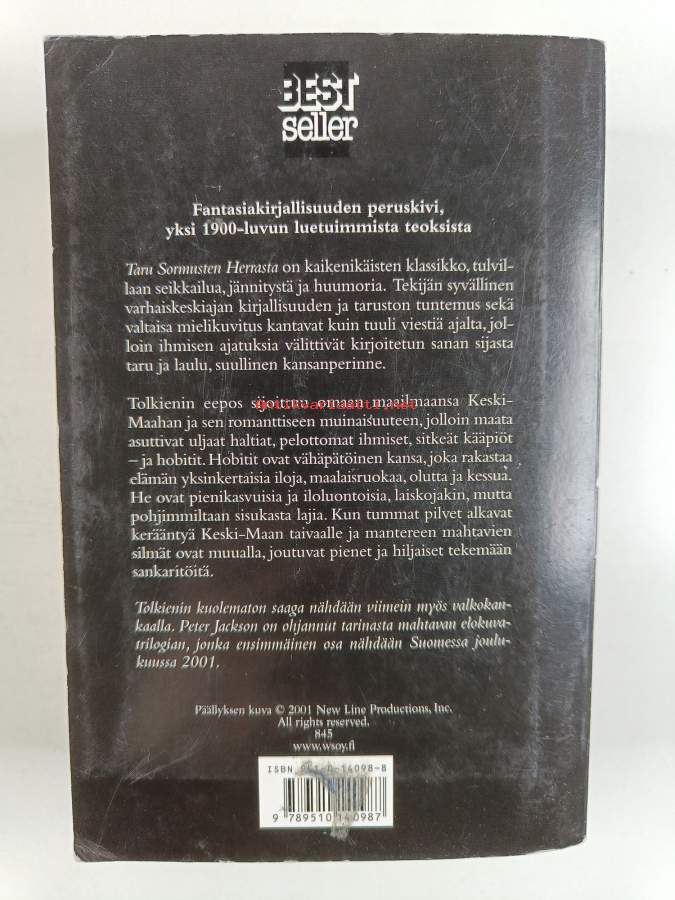 BEST
seller
Fantasiakirjallisuuden peruskivi,
yksi 1900-luvun luetuimmista teoksista
Taru Sormusten Herrasta on kaikenikäisten klassikko, tulvil-
laan seikkailua, jännitystä ja huumoria. Tekijän syvällinen
varhaiskeskiajan kirjallisuuden ja taruston tuntemus sekä
valtaisa mielikuvitus kantavat kuin tuuli viestiä ajalta, jol-
loin ihmisen ajatuksia välittivät kirjoitetun sanan sijasta
taru ja laulu, suullinen kansanperinne.
Tolkienin eepos sijoittuu omaan maailmaansa Keski-
Maahan ja sen romanttiseen muinaisuuteen, jolloin maata
asuttivat uljaat haltiat, pelottomat ihmiset, sitkeät kääpiöt
– ja hobitit. Hobitit ovat vähäpätöinen kansa, joka rakastaa
elämän yksinkertaisia iloja, maalaisruokaa, olutta ja kessua.
He ovat pienikasvuisia ja iloluontoisia, laiskojakin, mutta
pohjimmiltaan sisukasta lajia. Kun tummat pilvet alkavat
kerääntyä Keski-Maan taivaalle ja mantereen mahtavien
silmät ovat muualla, joutuvat pienet ja hiljaiset tekemään
sankaritöitä.
Tolkienin kuolematon saaga nähdään viimein myös valkokan-
kaalla. Peter Jackson on ohjannut tarinasta mahtavan elokuva-
trilogian, jonka ensimmäinen osa nähdään Suomessa joulu-
kuussa 2001.
Päällyksen kuva © 2001 New Line Productions, Inc.
All rights reserved.
845
www.wsoy.fi
ISBN 14098-8
9 789510 140987